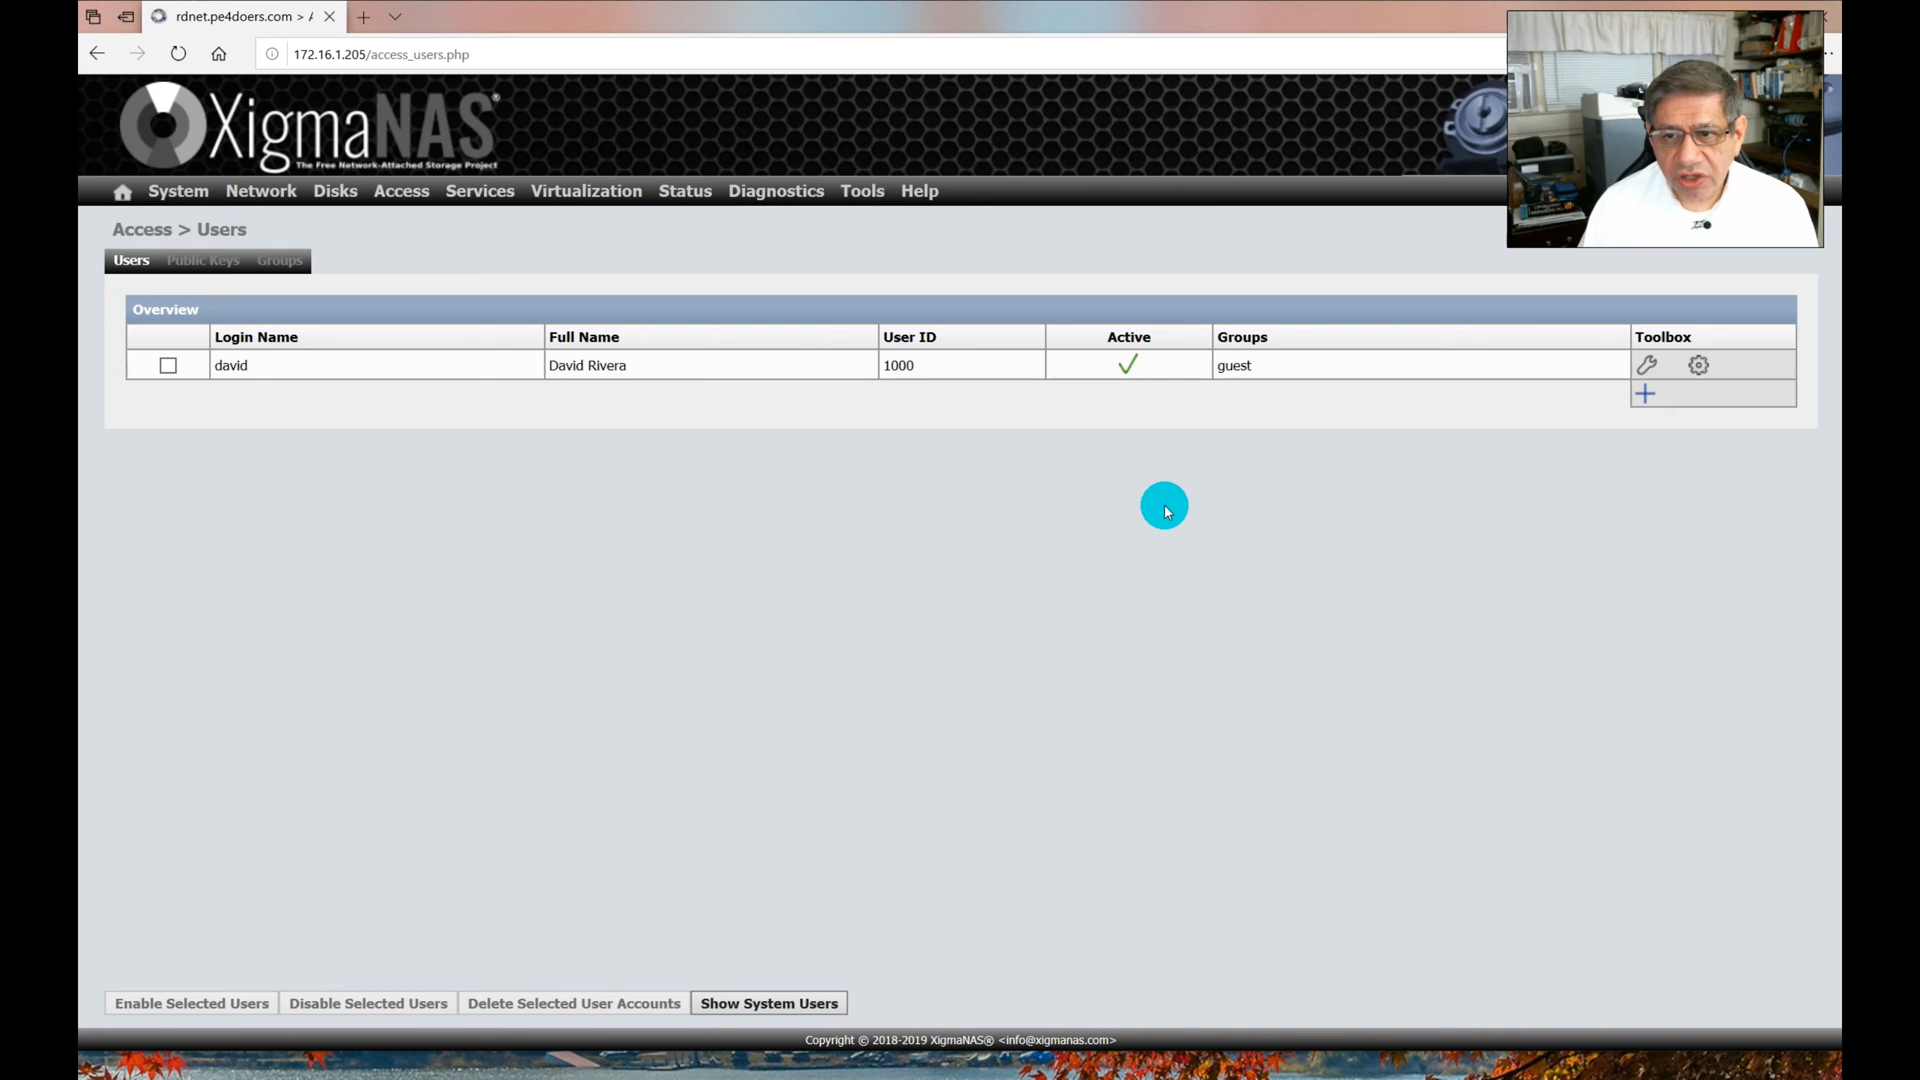 rdnet.pe4doers.com > A
172.16.1.205/access_users.php
XigmaNAS®
The Free Network-Attached Storage Project
System Network Disks Access Services Virtualization Status Diagnostics Tools Help
Access > Users
Users Public Keys Groups
Overview
Login Name Full Name User ID Active Groups Toolbox
david David Rivera 1000 guest
Enable Selected Users Disable Selected Users Delete Selected User Accounts Show System Users
Copyright © 2018-2019 XigmaNAS® <info@xigmanas.com>